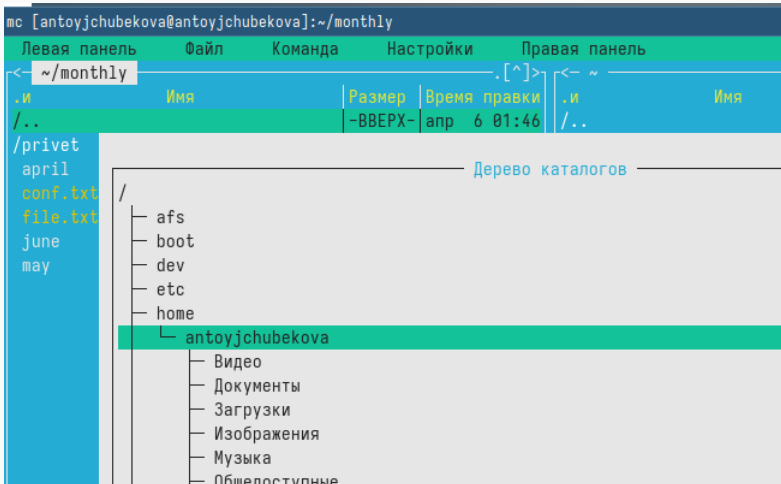 mc [antoyjchubekova@antoyjchubekova]:~/monthly
Левая панель Файл Команда Настройки Правая панель
<— ~/monthly .[^]> <— ~
.и Имя Размер Время правки .и Имя
/.. -ВВЕРХ- апр 6 01:46 /..
/privet
april Дерево каталогов
conf.txt /
file.txt afs
june boot
may dev
etc
home
antoyjchubekova
Видео
Документы
Загрузки
Изображения
Музыка
Общедоступные